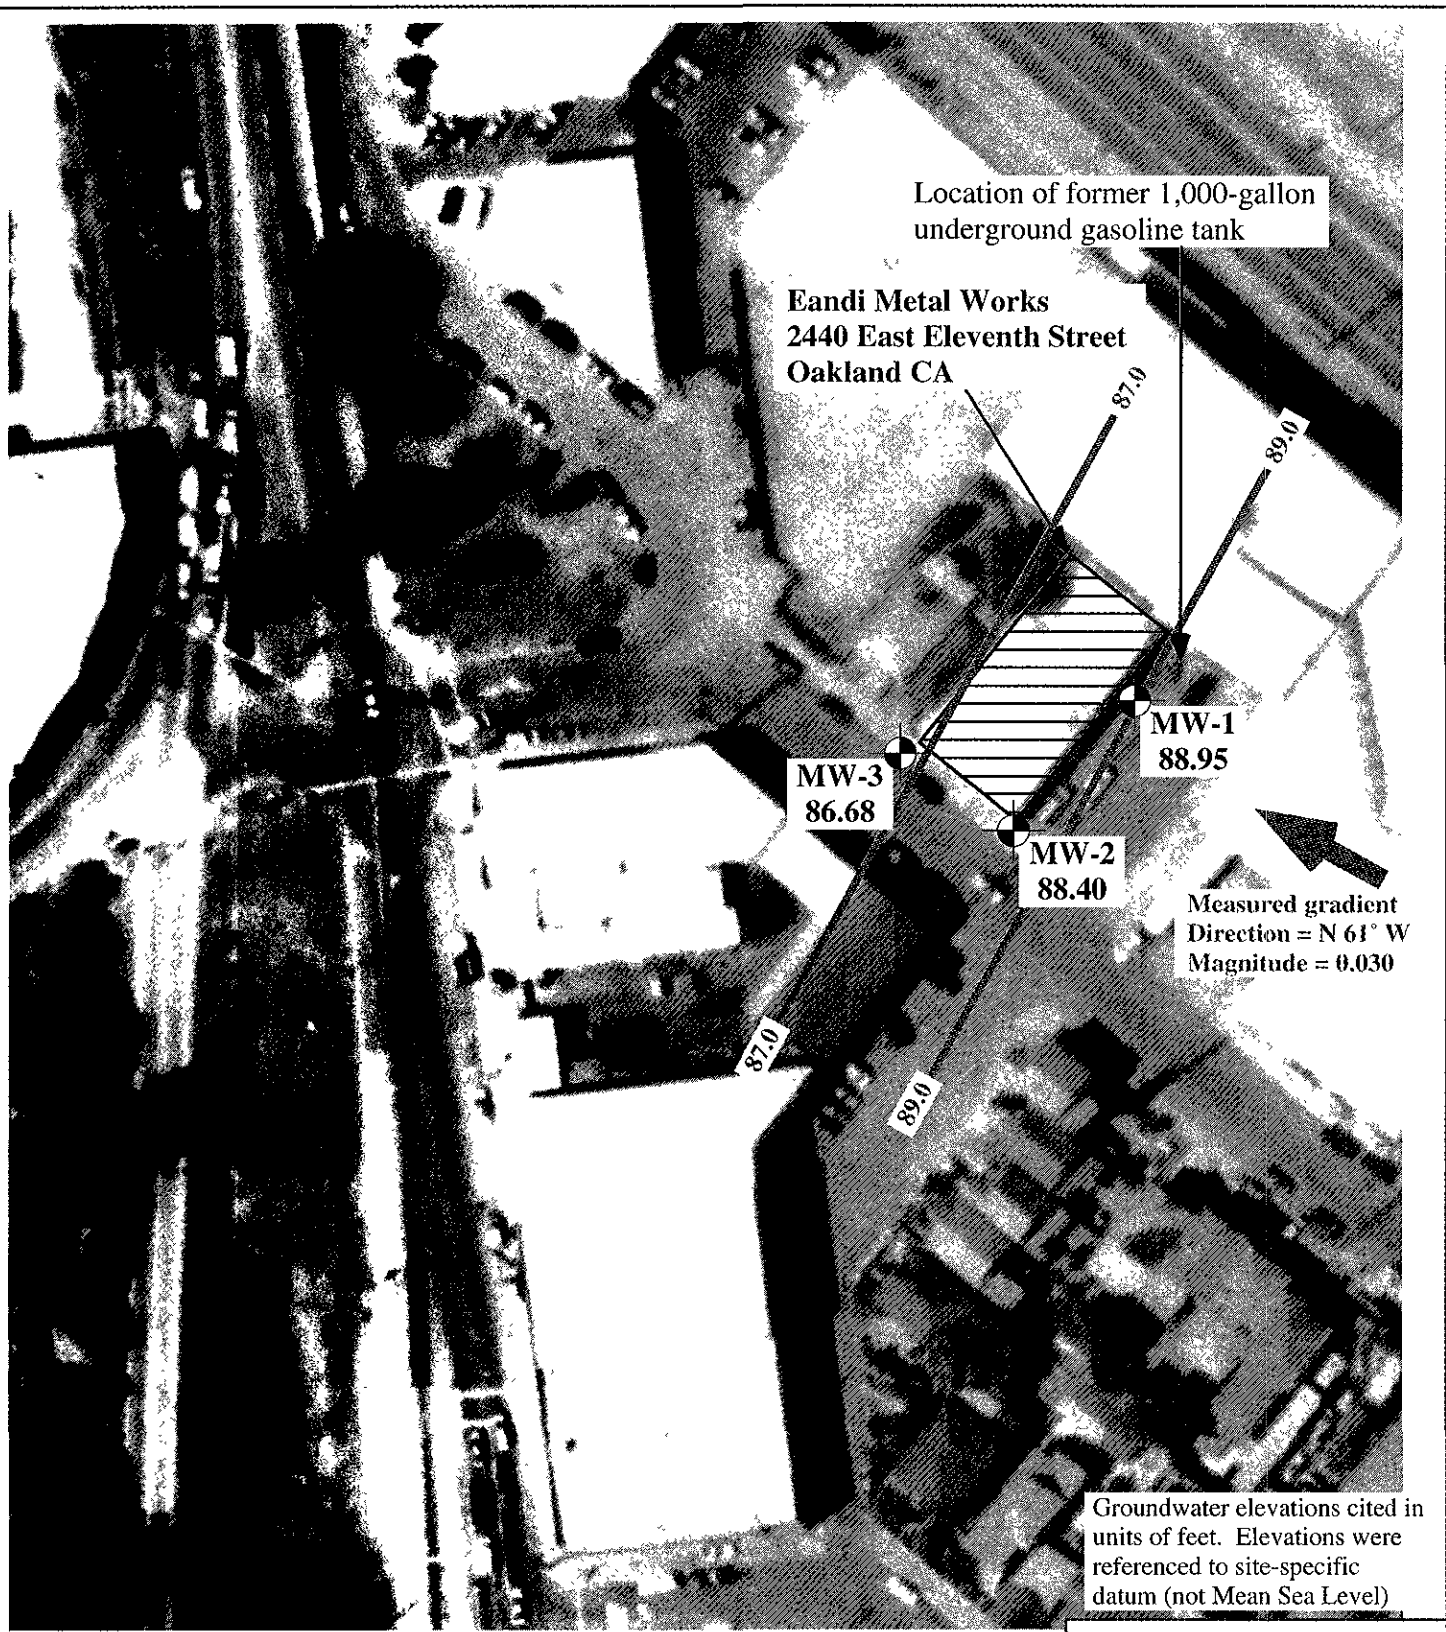 Location of former 1,000-gallon
underground gasoline tank
Eandi Metal Works
2440 East Eleventh Street
Oakland CA
87.0
89.0
MW-1
88.95
MW-3
86.68
MW-2
88.40
Measured gradient
Direction = N 61° W
Magnitude = 0.030
87.0
89.0
Groundwater elevations cited in
units of feet. Elevations were
referenced to site-specific
datum (not Mean Sea Level)